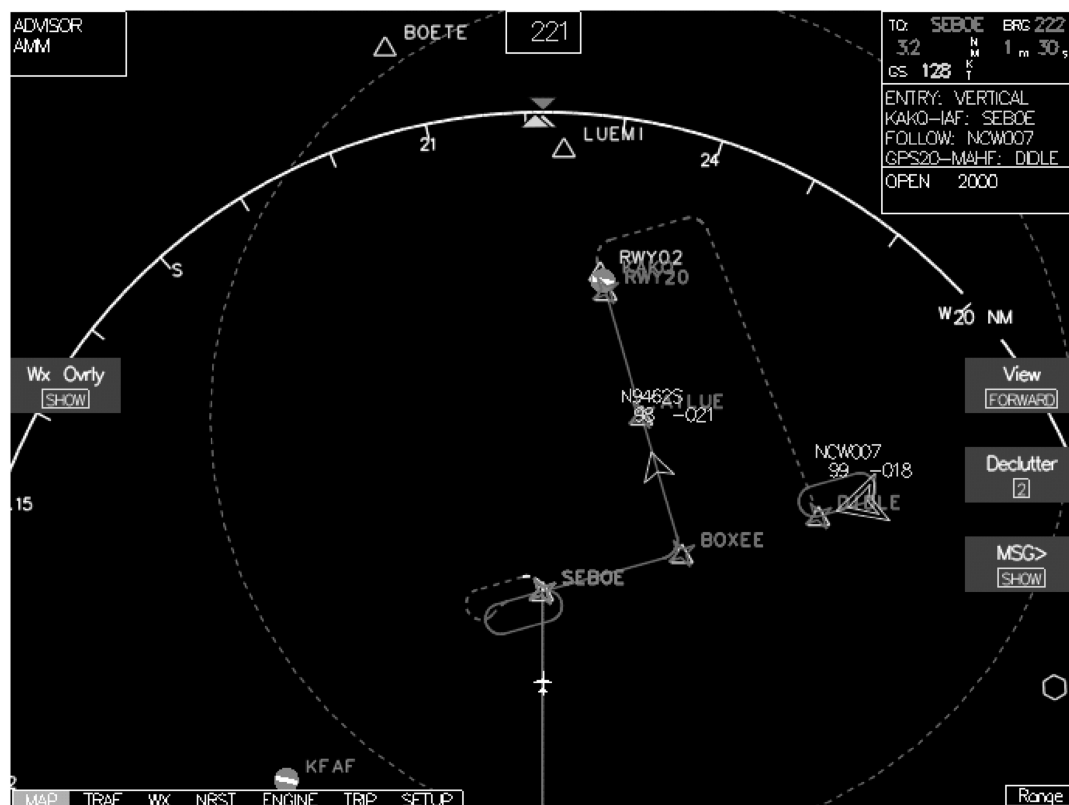 ADVISOR
AMM
BOETE
221
TO: SEBOE BRG 222
3.2 NM 1 m 30 s
GS 128 KT
ENTRY: VERTICAL
KAKQ-IAF: SEBOE
FOLLOW: NCW007
GPS20-MAHF: DIDLE
OPEN 2000
LUEMI
21
24
S
RWY02
RWY20
W 20 NM
Wx Ovrly
SHOW
View
FORWARD
N9462S
98 -021
NCW007
99 -018
DIDLE
Declutter
2
15
BOXEE
MSG>
SHOW
SEBOE
KFAF
MAP TRAF WX NRST ENGINE TRIP SETUP
Range